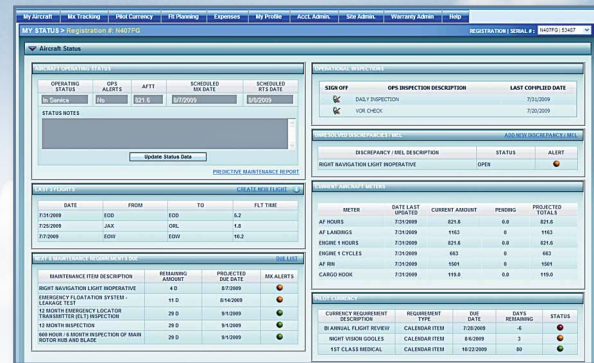 My Aircraft Mx Tracking Pilot Currency Flt Planning Expenses My Profile Acct. Admin. Site Admin. Warranty Admin Help
MY STATUS > Registration #: N407FG REGISTRATION | SERIAL #: N407FG | 53407
Aircraft Status
AIRCRAFT OPERATING STATUS
OPERATING STATUS OPS ALERTS AFTT SCHEDULED MX DATE SCHEDULED RTS DATE
In Service No 821.6 8/7/2009 8/8/2009
STATUS NOTES
Update Status Data
PREDICTIVE MAINTENANCE REPORT
OPERATIONAL INSPECTIONS
SIGN OFF OPS INSPECTION DESCRIPTION LAST COMPLIED DATE
DAILY INSPECTION 7/31/2009
VOR CHECK 7/20/2009
UNRESOLVED DISCREPANCIES / MEL ADD NEW DISCREPANCY / MEL
DISCREPANCY / MEL DESCRIPTION STATUS ALERT
RIGHT NAVIGATION LIGHT INOPERATIVE OPEN
LAST 3 FLIGHTS CREATE NEW FLIGHT
DATE FROM TO FLT TIME
7/31/2009 EOD EOD 5.2
7/25/2009 JAX ORL 1.8
7/7/2009 EOW EOW 10.2
CURRENT AIRCRAFT METERS
METER DATE LAST UPDATED CURRENT AMOUNT PENDING PROJECTED TOTALS
AF HOURS 7/31/2009 821.6 0.0 821.6
AF LANDINGS 7/31/2009 1163 0 1163
ENGINE 1 HOURS 7/31/2009 821.6 0.0 821.6
ENGINE 1 CYCLES 7/31/2009 663 0 663
AF RIN 7/31/2009 1501 0 1501
CARGO HOOK 7/31/2009 119.0 0.0 119.0
MAINTENANCE REQUIREMENTS DUE DUE LIST
MAINTENANCE ITEM DESCRIPTION REMAINING AMOUNT PROJECTED DUE DATE MX ALERTS
RIGHT NAVIGATION LIGHT INOPERATIVE 4 D 8/7/2009
EMERGENCY FLOATATION SYSTEM - LEAKAGE TEST 11 D 8/14/2009
12 MONTH EMERGENCY LOCATOR TRANSMITTER (ELT) INSPECTION 29 D 9/1/2009
12 MONTH INSPECTION 29 D 9/1/2009
600 HOUR / 6 MONTH INSPECTION OF MAIN ROTOR HUB AND BLADE 29 D 9/1/2009
PILOT CURRENCY
CURRENCY REQUIREMENT DESCRIPTION REQUIREMENT TYPE DUE DATE DAYS REMAINING STATUS
BI ANNUAL FLIGHT REVIEW CALENDAR ITEM 7/28/2009 -6
NIGHT VISION GOGLES CALENDAR ITEM 8/6/2009 3
1ST CLASS MEDICAL CALENDAR ITEM 10/22/2009 80